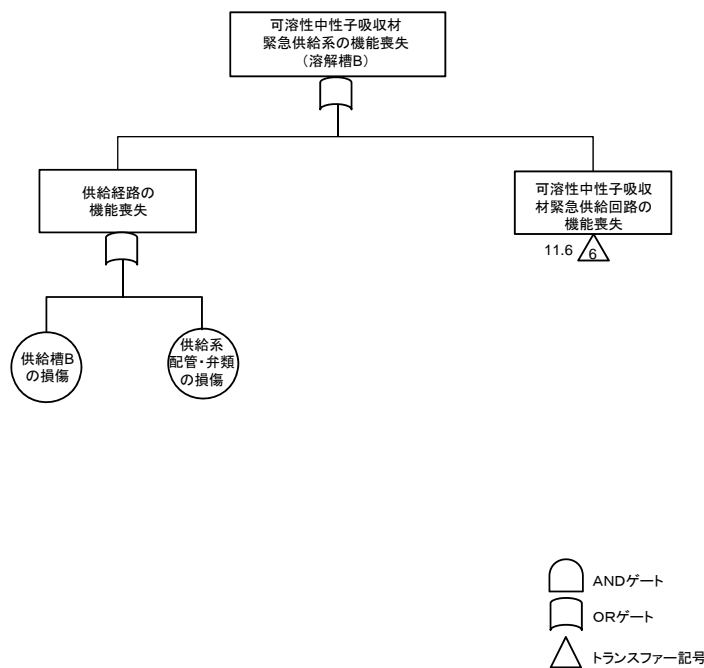 可溶性中性子吸収材
緊急供給系の機能喪失
（溶解槽B）
供給経路の
機能喪失
可溶性中性子吸収
材緊急供給回路の
機能喪失
11.6
6
供給槽B
の損傷
供給系
配管・弁類
の損傷
ANDゲート
ORゲート
トランスファー記号